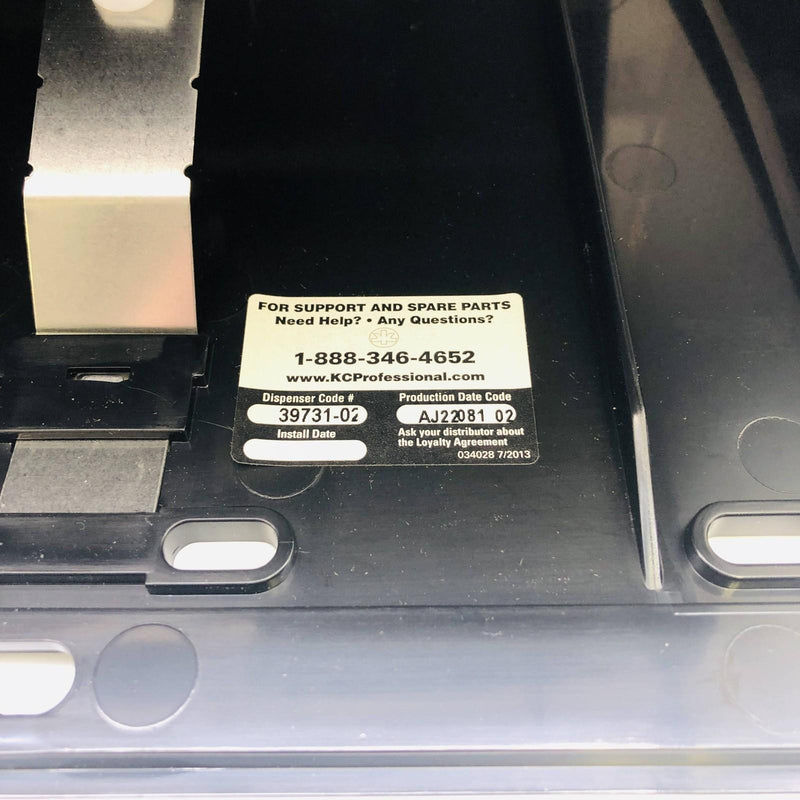 FOR SUPPORT AND SPARE PARTS
Need Help? • Any Questions?
1-888-346-4652
www.KCProfessional.com
Dispenser Code #
39731-02
Production Date Code
AJ22081 02
Install Date
Ask your distributor about
the Loyalty Agreement
034028 7/2013